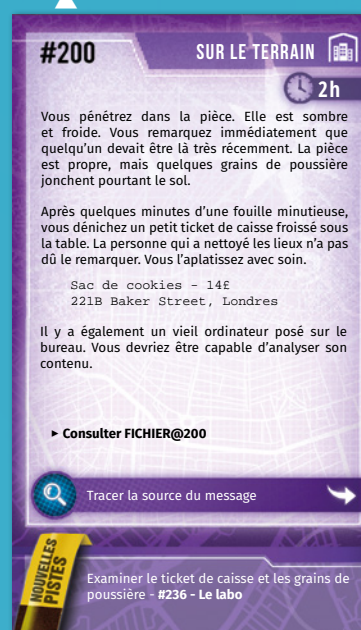 #200
SUR LE TERRAIN
2h
Vous pénétrez dans la pièce. Elle est sombre
et froide. Vous remarquez immédiatement que
quelqu'un devait être là très récemment. La pièce
est propre, mais quelques grains de poussière
jonchent pourtant le sol.
Après quelques minutes d'une fouille minutieuse,
vous dénichez un petit ticket de caisse froissé sous
la table. La personne qui a nettoyé les lieux n'a pas
dû le remarquer. Vous l'aplatissez avec soin.
Sac de cookies - 14£
221B Baker Street, Londres
Il y a également un vieil ordinateur posé sur le
bureau. Vous devriez être capable d'analyser son
contenu.
▸ Consulter FICHIER@200
Tracer la source du message
NOUVELLES
PISTES
Examiner le ticket de caisse et les grains de
poussière - #236 - Le labo